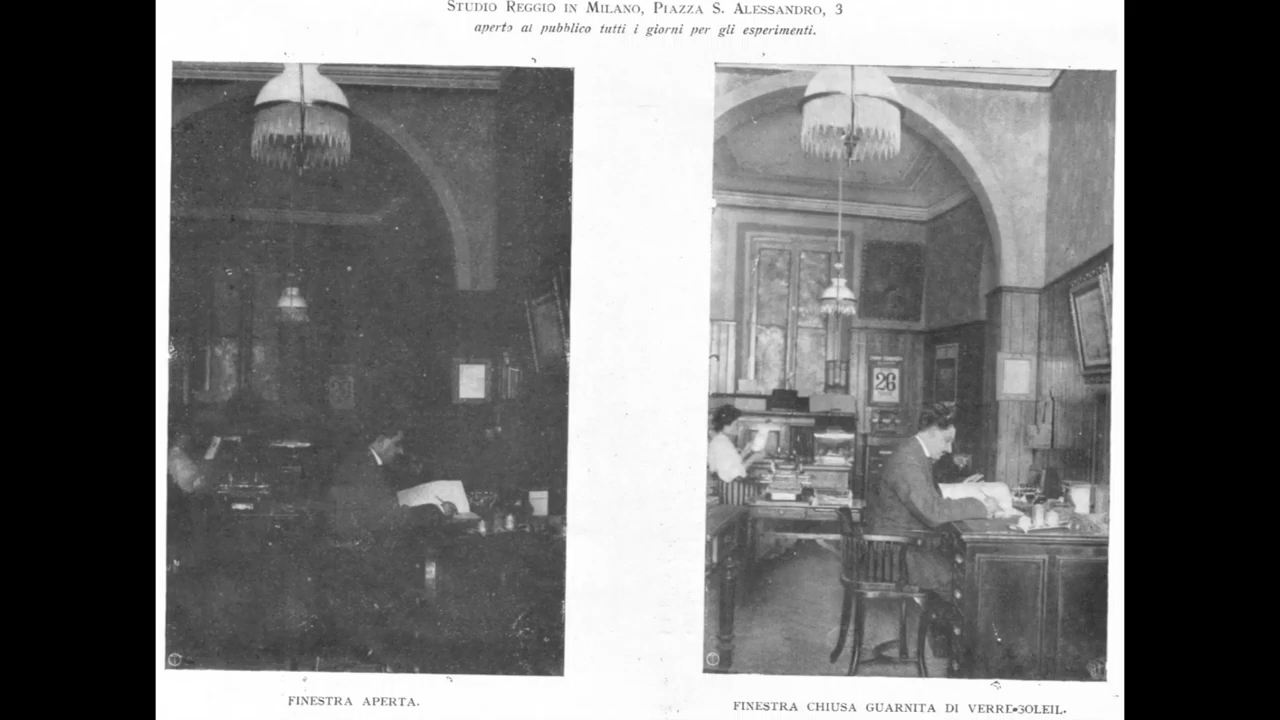 STUDIO REGGIO IN MILANO, PIAZZA S. ALESSANDRO, 3
aperto al pubblico tutti i giorni per gli esperimenti.
26
FINESTRA APERTA.
FINESTRA CHIUSA GUARNITA DI VERRE-SOLEIL.